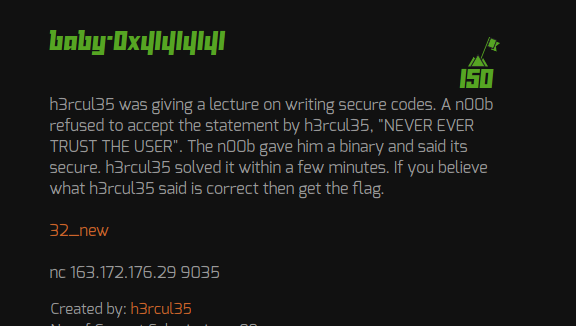 baby-0x41414141
150
h3rcul35 was giving a lecture on writing secure codes. A n00b
refused to accept the statement by h3rcul35, "NEVER EVER
TRUST THE USER". The n00b gave him a binary and said its
secure. h3rcul35 solved it within a few minutes. If you believe
what h3rcul35 said is correct then get the flag.
32_new
nc 163.172.176.29 9035
Created by: h3rcul35